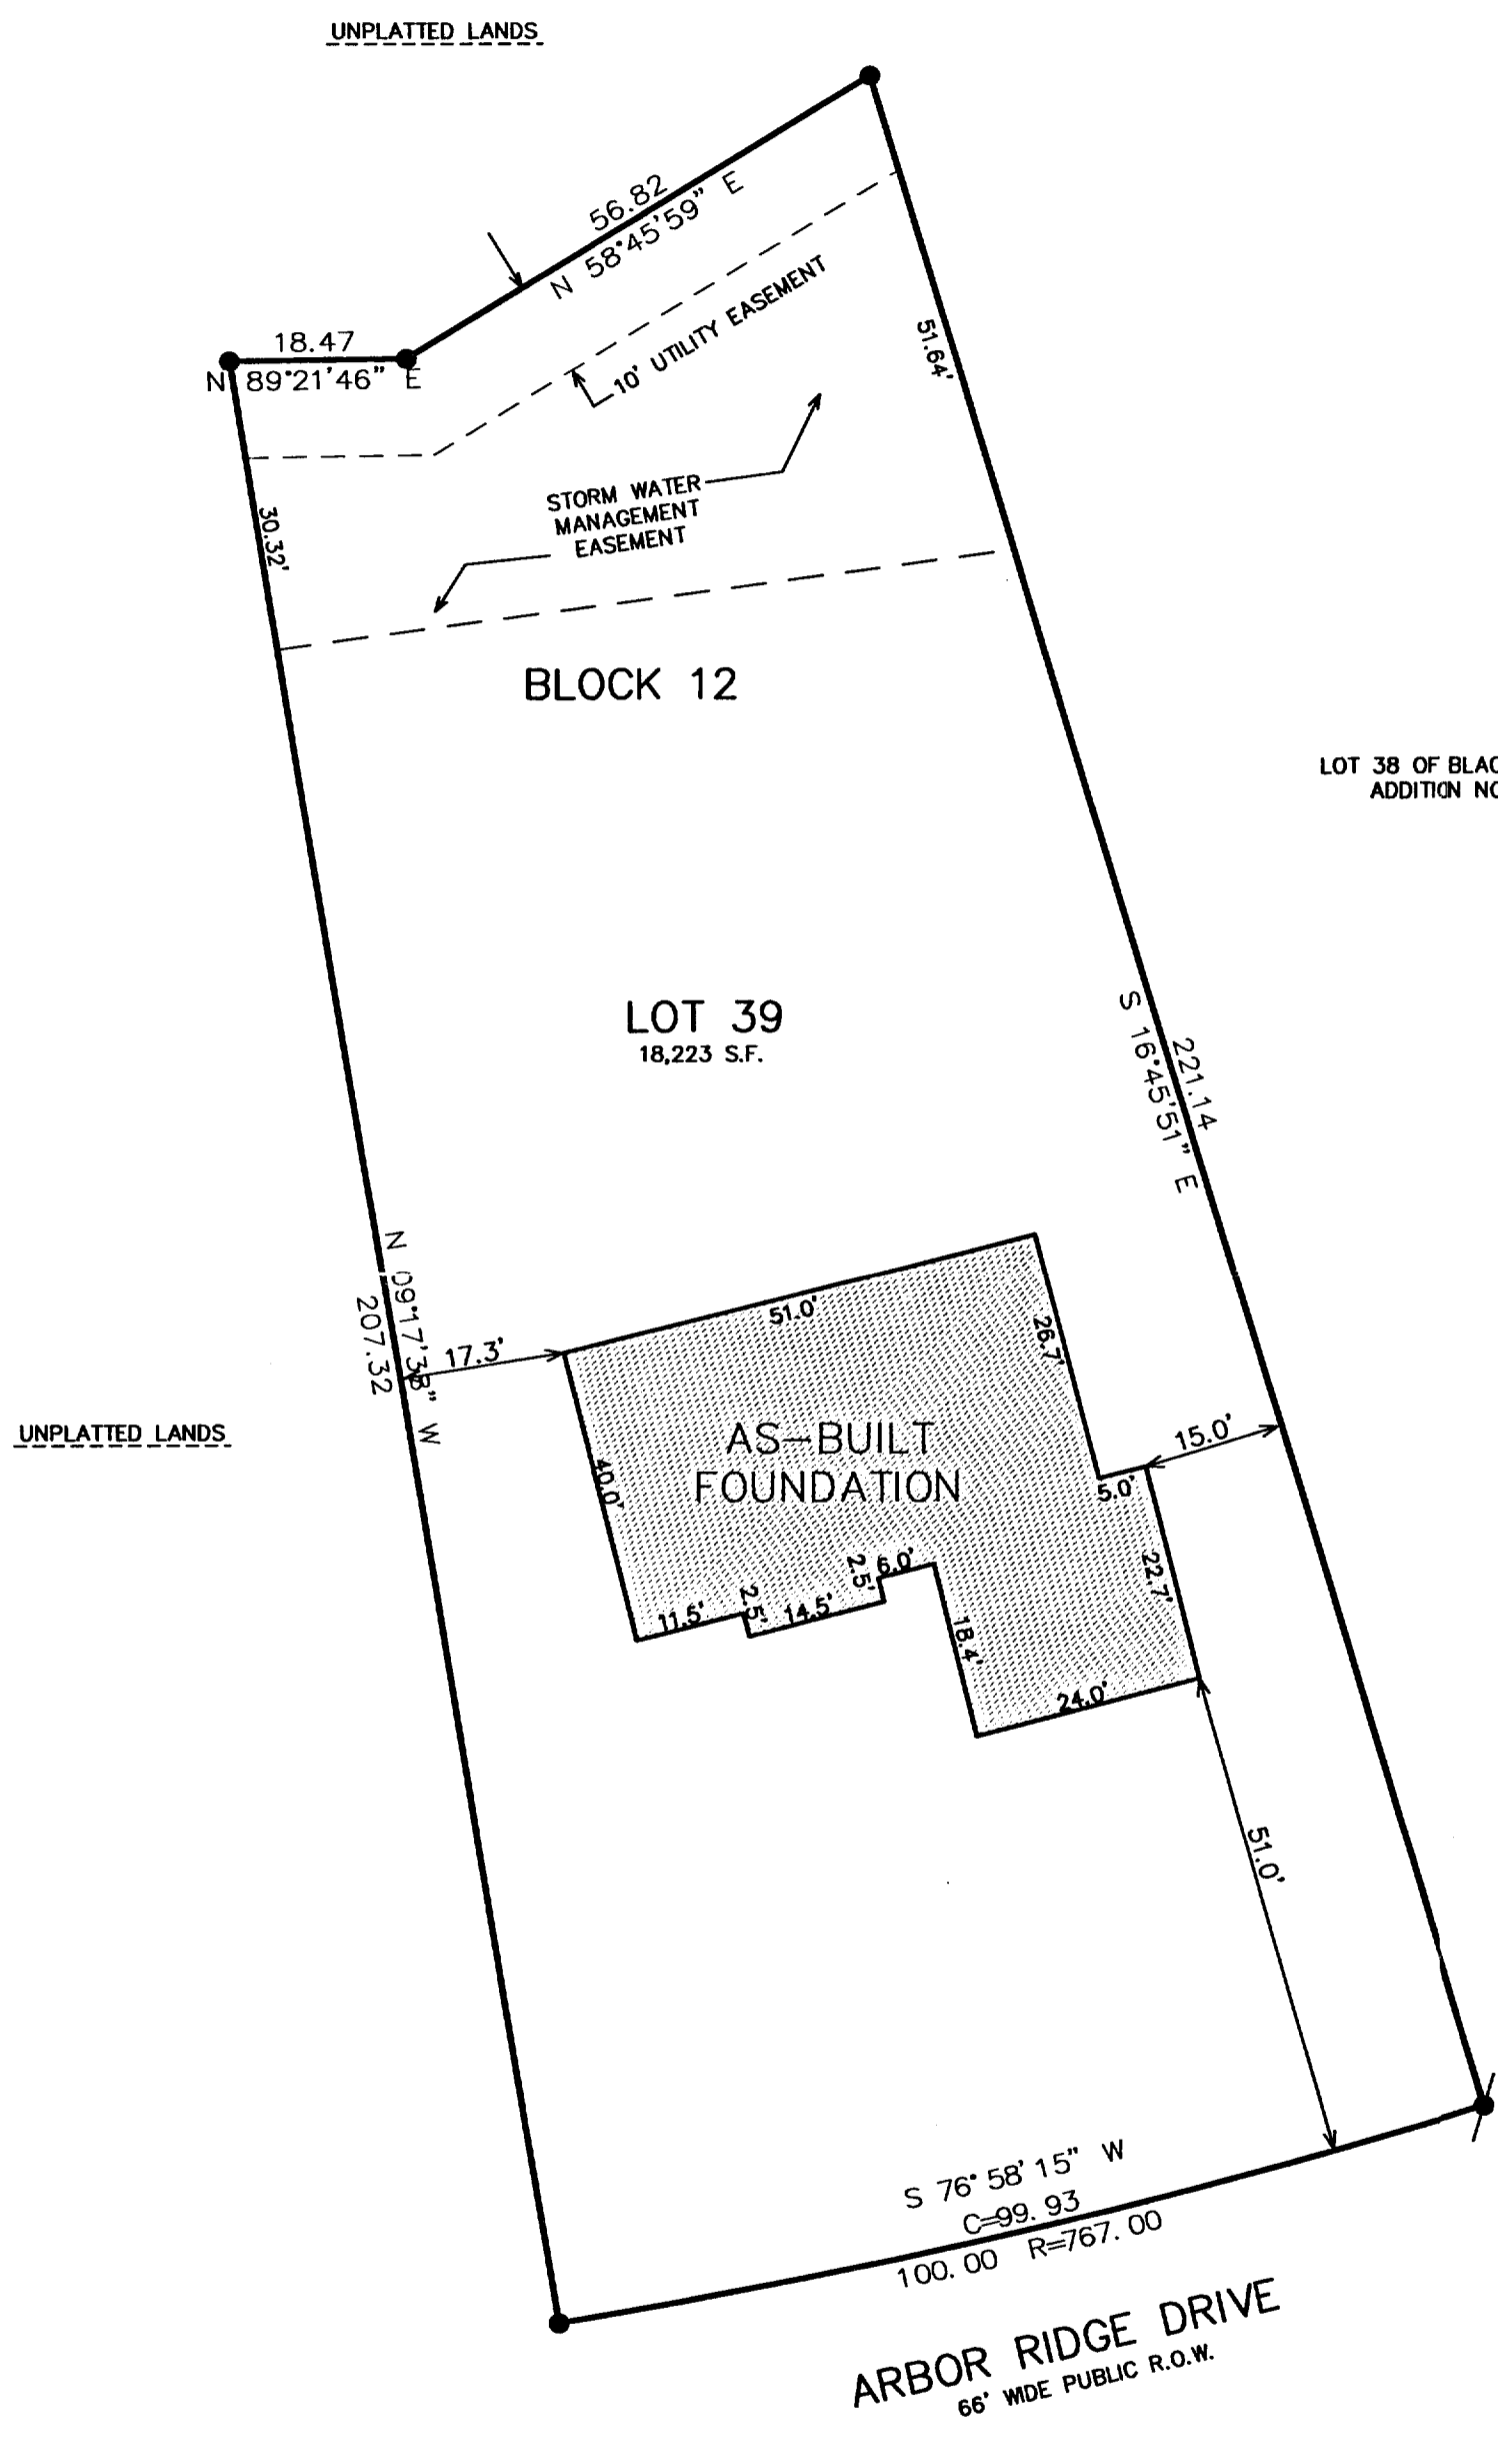 UNPLATTED LANDS
56.82
N 58°45'59" E
18.47
N 89°21'46" E
10' UTILITY EASEMENT
51.64'
30.32'
STORM WATER
MANAGEMENT
EASEMENT
BLOCK 12
LOT 38 OF BLAC
ADDITION NO
LOT 39
18,223 S.F.
221.14
S 16°45'51" E
N 09°17'38" W
207.32
17.3'
51.0'
26.7'
15.0'
UNPLATTED LANDS
AS-BUILT
FOUNDATION
40.0'
5.0'
22.7'
2.5'
6.0'
11.5'
2.5'
14.5'
18.4'
24.0'
51.0'
S 76°58'15" W
C=99.93
100.00 R=767.00
ARBOR RIDGE DRIVE
66' WIDE PUBLIC R.O.W.